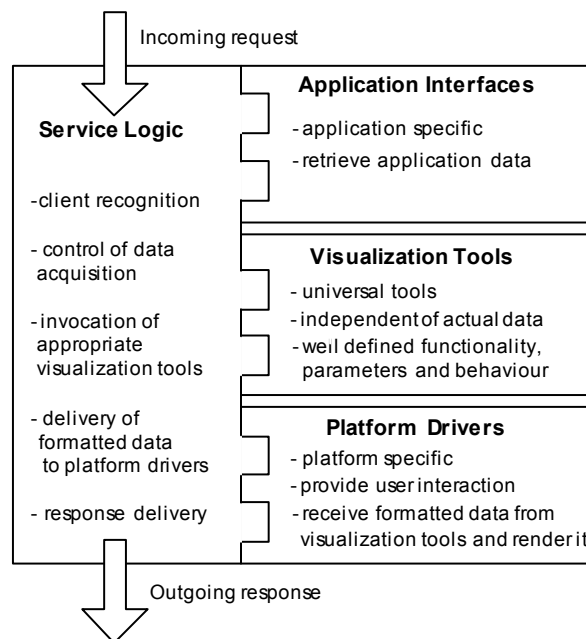 Incoming request
Service Logic
-client recognition
- control of data
acquisition
- invocation of
appropriate
visualization tools
- delivery of
formatted data
to platform drivers
- response delivery
Application Interfaces
- application specific
- retrieve application data
Visualization Tools
- universal tools
- independent of actual data
- well defined functionality,
parameters and behaviour
Platform Drivers
- platform specific
- provide user interaction
- receive formatted data from
visualization tools and render it
Outgoing response